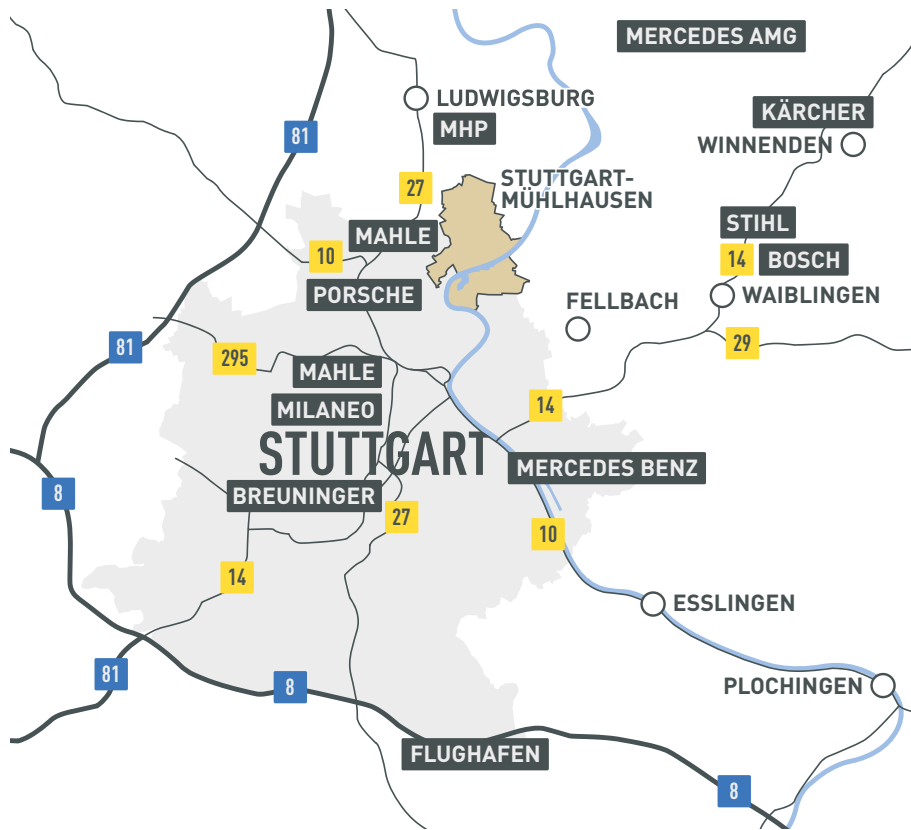 MERCEDES AMG
LUDWIGSBURG
KÄRCHER
MHP
81
WINNENDEN
27
STUTTGART-
MÜHLHAUSEN
STIHL
MAHLE
10
14
BOSCH
PORSCHE
WAIBLINGEN
FELLBACH
81
29
295
MAHLE
14
MILANEO
STUTTGART
MERCEDES BENZ
8
BREUNINGER
27
10
14
ESSLINGEN
81
8
PLOCHINGEN
FLUGHAFEN
8